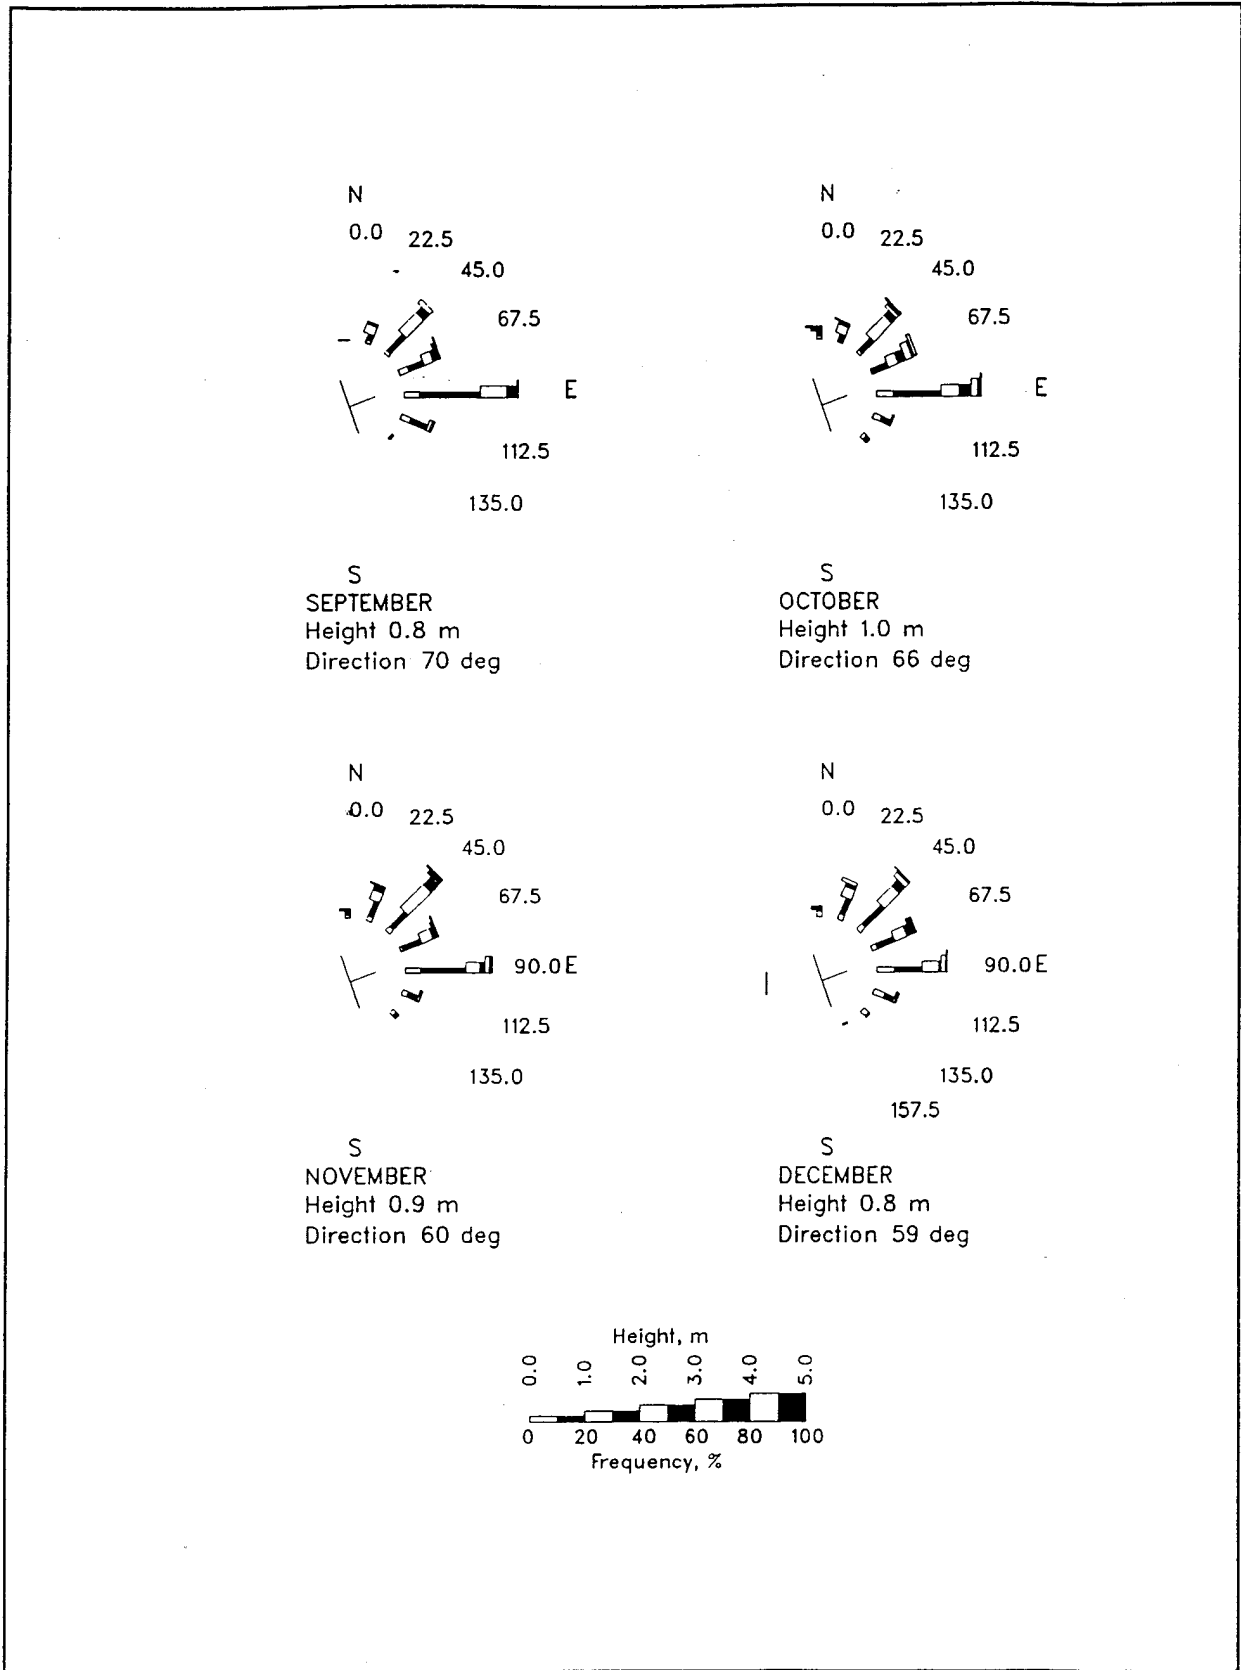 N
0.0 22.5
45.0
67.5
E
112.5
135.0
S
SEPTEMBER
Height 0.8 m
Direction 70 deg
N
0.0 22.5
45.0
67.5
E
112.5
135.0
S
OCTOBER
Height 1.0 m
Direction 66 deg
N
0.0 22.5
45.0
67.5
90.0 E
112.5
135.0
S
NOVEMBER
Height 0.9 m
Direction 60 deg
N
0.0 22.5
45.0
67.5
90.0 E
112.5
135.0
157.5
S
DECEMBER
Height 0.8 m
Direction 59 deg
Height, m
0.0 1.0 2.0 3.0 4.0 5.0
0 20 40 60 80 100
Frequency, %